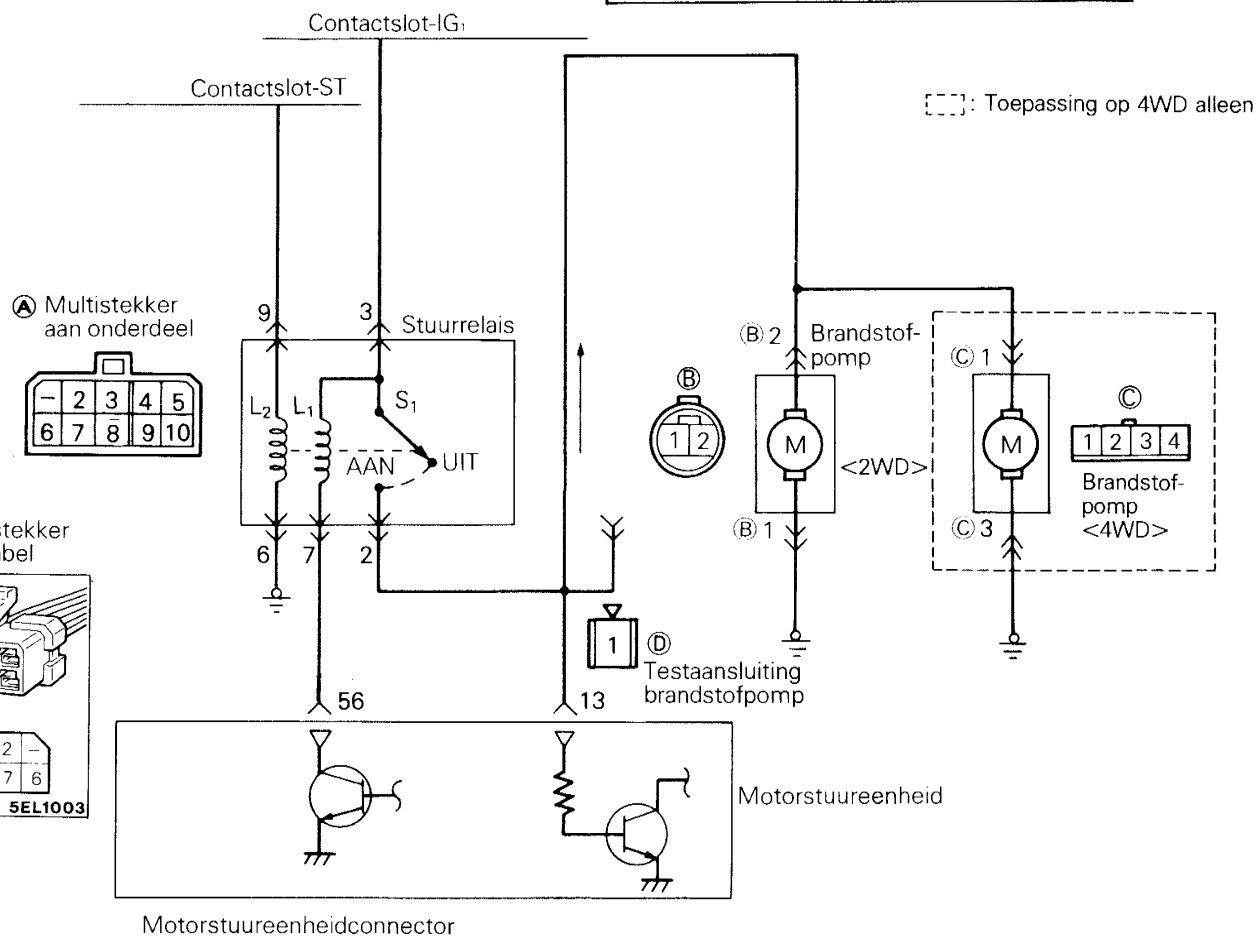 Contactslot-IG₁
Contactslot-ST
: Toepassing op 4WD alleen
Ⓐ Multistekker
aan onderdeel
9
3
Stuurrelais
– 2 3 4 5
6 7 8 9 10
L₂
L₁
S₁
AAN
UIT
6
7
2
Ⓑ 2
Brandstof-
pomp
Ⓑ
1 2
M
<2WD>
Ⓑ 1
Ⓒ 1
M
Ⓒ
1 2 3 4
Brandstof-
pomp
<4WD>
Ⓒ 3
stekker
bel
2 –
7 6
5EL1003
1
Ⓓ
Testaansluiting
brandstofpomp
56
13
Motorstuureenheid
Motorstuureenheidconnector